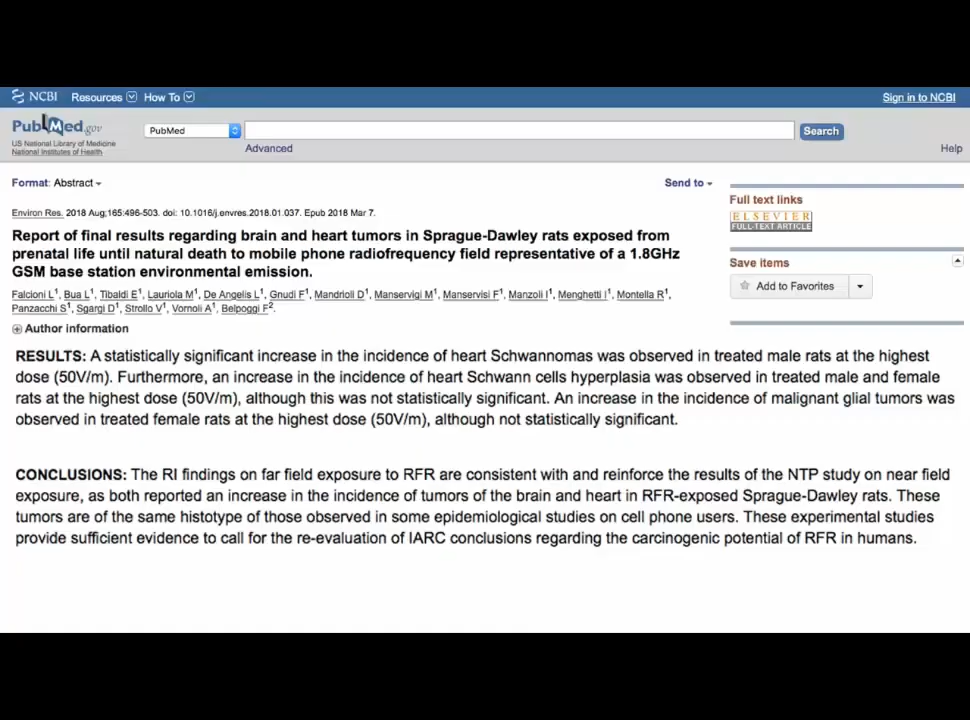 NCBI Resources How To Sign in to NCBI
PubMed.gov PubMed Search
US National Library of Medicine
National Institutes of Health
Advanced Help
Format: Abstract Send to
Full text links
ELSEVIER
FULL-TEXT ARTICLE
Save items
Add to Favorites
Environ Res. 2018 Aug;165:496-503. doi: 10.1016/j.envres.2018.01.037. Epub 2018 Mar 7.
Report of final results regarding brain and heart tumors in Sprague-Dawley rats exposed from
prenatal life until natural death to mobile phone radiofrequency field representative of a 1.8GHz
GSM base station environmental emission.
Falcioni L1, Bua L1, Tibaldi E1, Lauriola M1, De Angelis L1, Gnudi F1, Mandrioli D1, Manservigi M1, Manservisi F1, Manzoli I1, Menghetti I1, Montella R1,
Panzacchi S1, Sgargi D1, Strollo V1, Vornoli A1, Belpoggi F2.
Author information
RESULTS: A statistically significant increase in the incidence of heart Schwannomas was observed in treated male rats at the highest
dose (50V/m). Furthermore, an increase in the incidence of heart Schwann cells hyperplasia was observed in treated male and female
rats at the highest dose (50V/m), although this was not statistically significant. An increase in the incidence of malignant glial tumors was
observed in treated female rats at the highest dose (50V/m), although not statistically significant.
CONCLUSIONS: The RI findings on far field exposure to RFR are consistent with and reinforce the results of the NTP study on near field
exposure, as both reported an increase in the incidence of tumors of the brain and heart in RFR-exposed Sprague-Dawley rats. These
tumors are of the same histotype of those observed in some epidemiological studies on cell phone users. These experimental studies
provide sufficient evidence to call for the re-evaluation of IARC conclusions regarding the carcinogenic potential of RFR in humans.